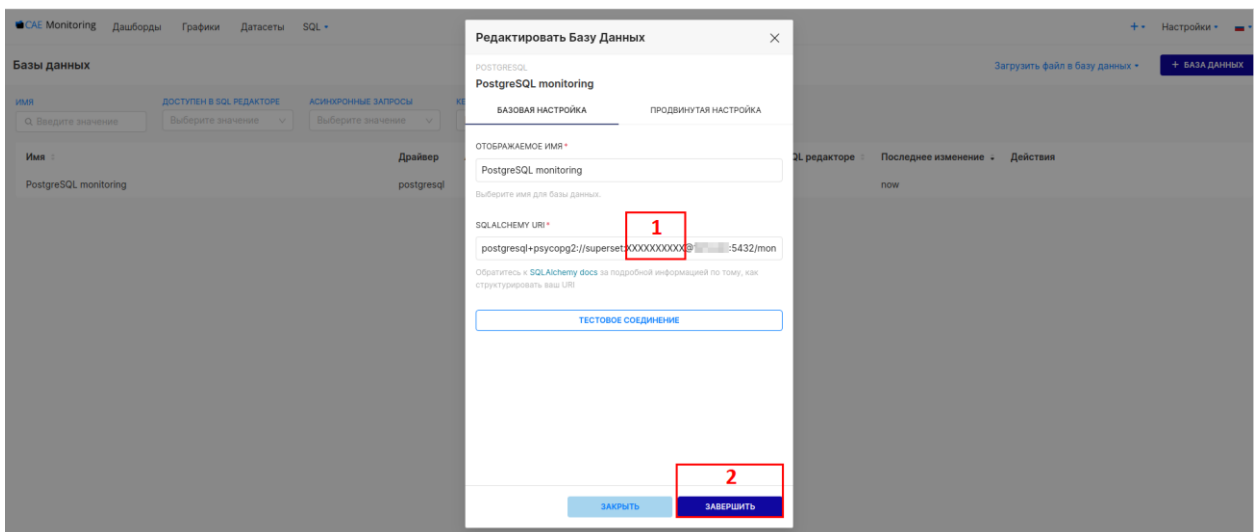 CAE Monitoring Дашборды Графики Датасеты SQL
Настройки
Базы данных
Загрузить файл в базу данных
+ БАЗА ДАННЫХ
ИМЯ ДОСТУПЕН В SQL РЕДАКТОРЕ АСИНХРОННЫЕ ЗАПРОСЫ
Введите значение Выберите значение Выберите значение
Имя Драйвер QL редакторе Последнее изменение Действия
PostgreSQL monitoring postgresql now
Редактировать Базу Данных
POSTGRESQL
PostgreSQL monitoring
БАЗОВАЯ НАСТРОЙКА ПРОДВИНУТАЯ НАСТРОЙКА
ОТОБРАЖАЕМОЕ ИМЯ *
PostgreSQL monitoring
Выберите имя для базы данных.
SQLALCHEMY URI *
1
postgresql+psycopg2://superset:XXXXXXXXXX@ :5432/mon
Обратитесь к SQLAlchemy docs за подробной информацией по тому, как
структурировать ваш URI
ТЕСТОВОЕ СОЕДИНЕНИЕ
2
ЗАКРЫТЬ ЗАВЕРШИТЬ